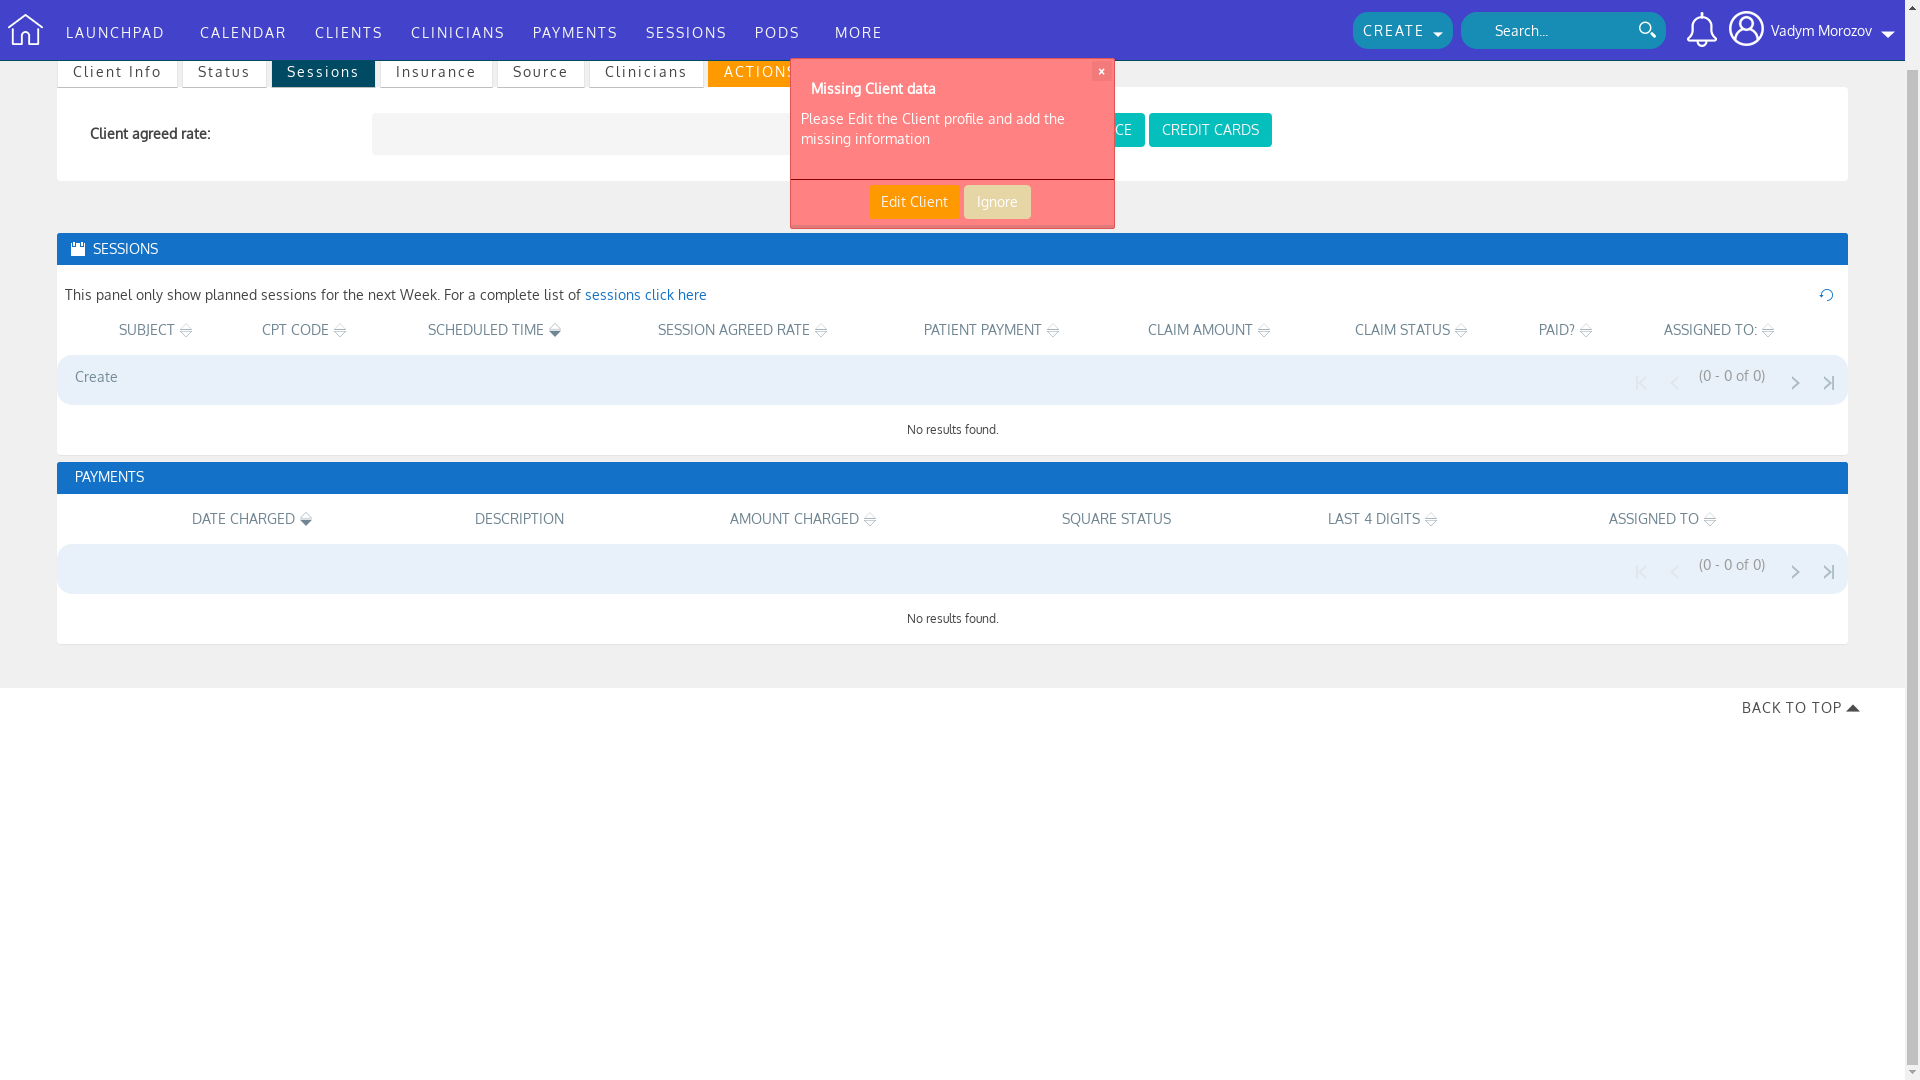 LAUNCHPAD CALENDAR CLIENTS CLINICIANS PAYMENTS SESSIONS PODS MORE CREATE Search... Vadym Morozov
Client Info Status Sessions Insurance Source Clinicians ACTIONS
×
Missing Client data
Please Edit the Client profile and add the
missing information
Edit Client Ignore
Client agreed rate:
CE CREDIT CARDS
SESSIONS
This panel only show planned sessions for the next Week. For a complete list of sessions click here
SUBJECT CPT CODE SCHEDULED TIME SESSION AGREED RATE PATIENT PAYMENT CLAIM AMOUNT CLAIM STATUS PAID? ASSIGNED TO:
Create (0 - 0 of 0)
No results found.
PAYMENTS
DATE CHARGED DESCRIPTION AMOUNT CHARGED SQUARE STATUS LAST 4 DIGITS ASSIGNED TO
(0 - 0 of 0)
No results found.
BACK TO TOP